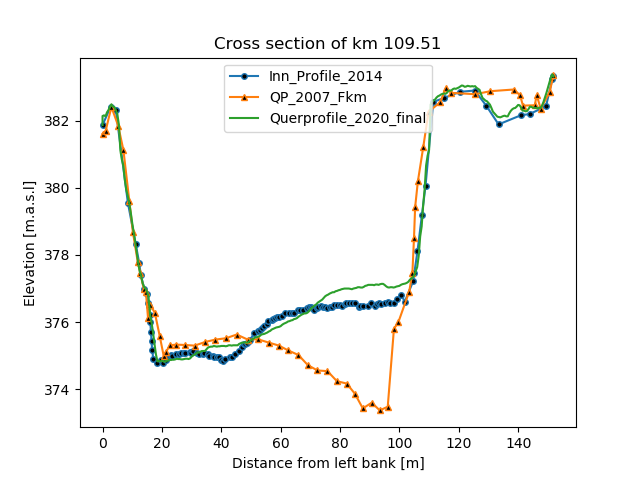 Cross section of km 109.51
Inn_Profile_2014
QP_2007_Fkm
Querprofile_2020_final
Elevation [m.a.s.l]
382
380
378
376
374
0 20 40 60 80 100 120 140
Distance from left bank [m]